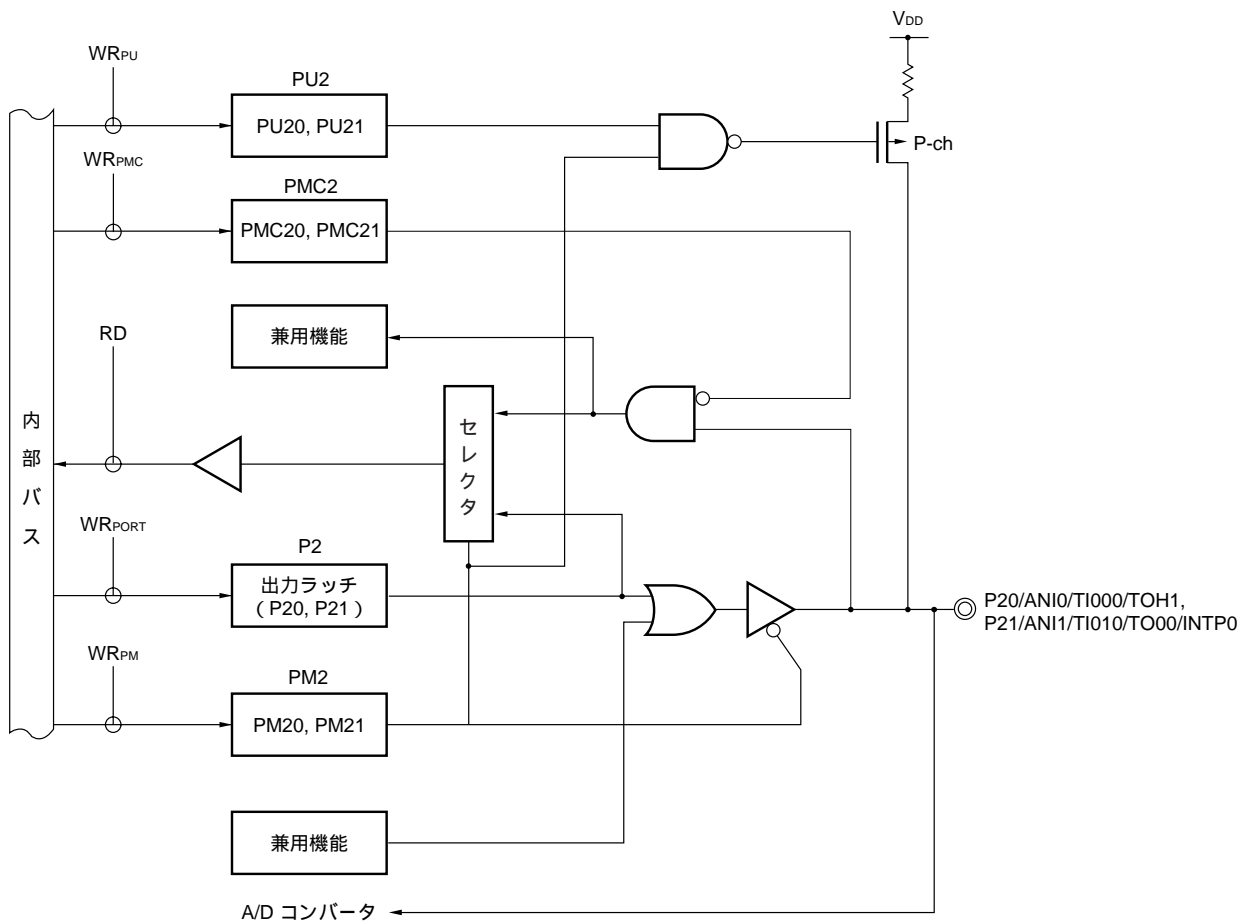 VDD
WRPU
PU2
PU20, PU21
P-ch
WRPMC
PMC2
PMC20, PMC21
RD
兼用機能
セレクタ
内部バス
WRPORT
P2
出力ラッチ
（P20, P21）
P20/ANI0/TI000/TOH1,
P21/ANI1/TI010/TO00/INTP0
WRPM
PM2
PM20, PM21
兼用機能
A/D コンバータ